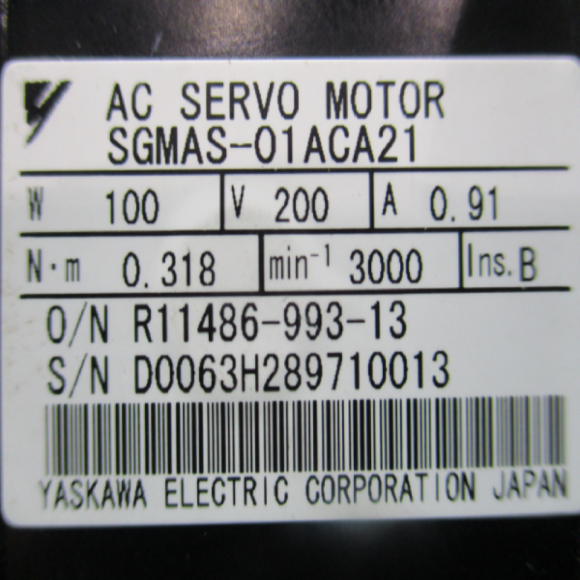 AC SERVO MOTOR
SGMAS-01ACA21
W 100 V 200 A 0.91
N·m 0.318 min⁻¹ 3000 Ins. B
O/N R11486-993-13
S/N D0063H289710013
YASKAWA ELECTRIC CORPORATION JAPAN